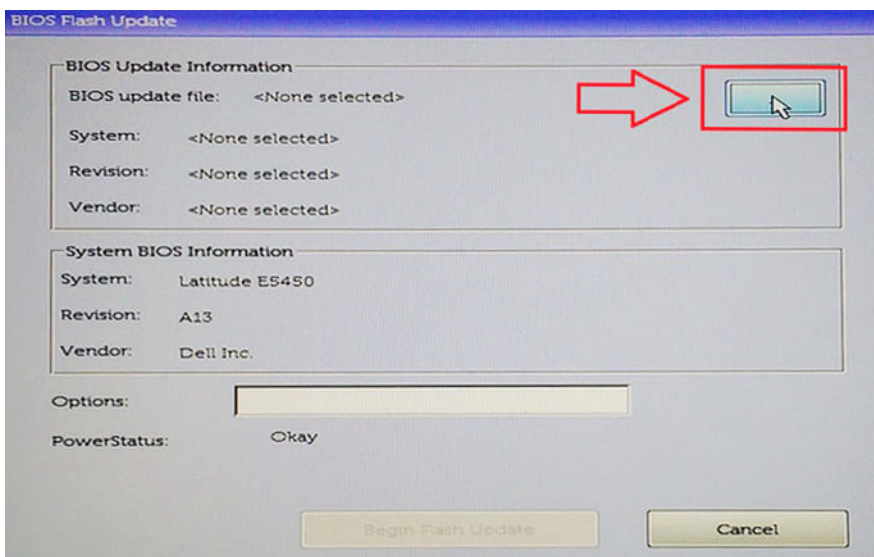 BIOS Flash Update
BIOS Update Information
BIOS update file: <None selected>
System: <None selected>
Revision: <None selected>
Vendor: <None selected>
System BIOS Information
System: Latitude E5450
Revision: A13
Vendor: Dell Inc.
Options:
PowerStatus: Okay
Begin Flash Update
Cancel